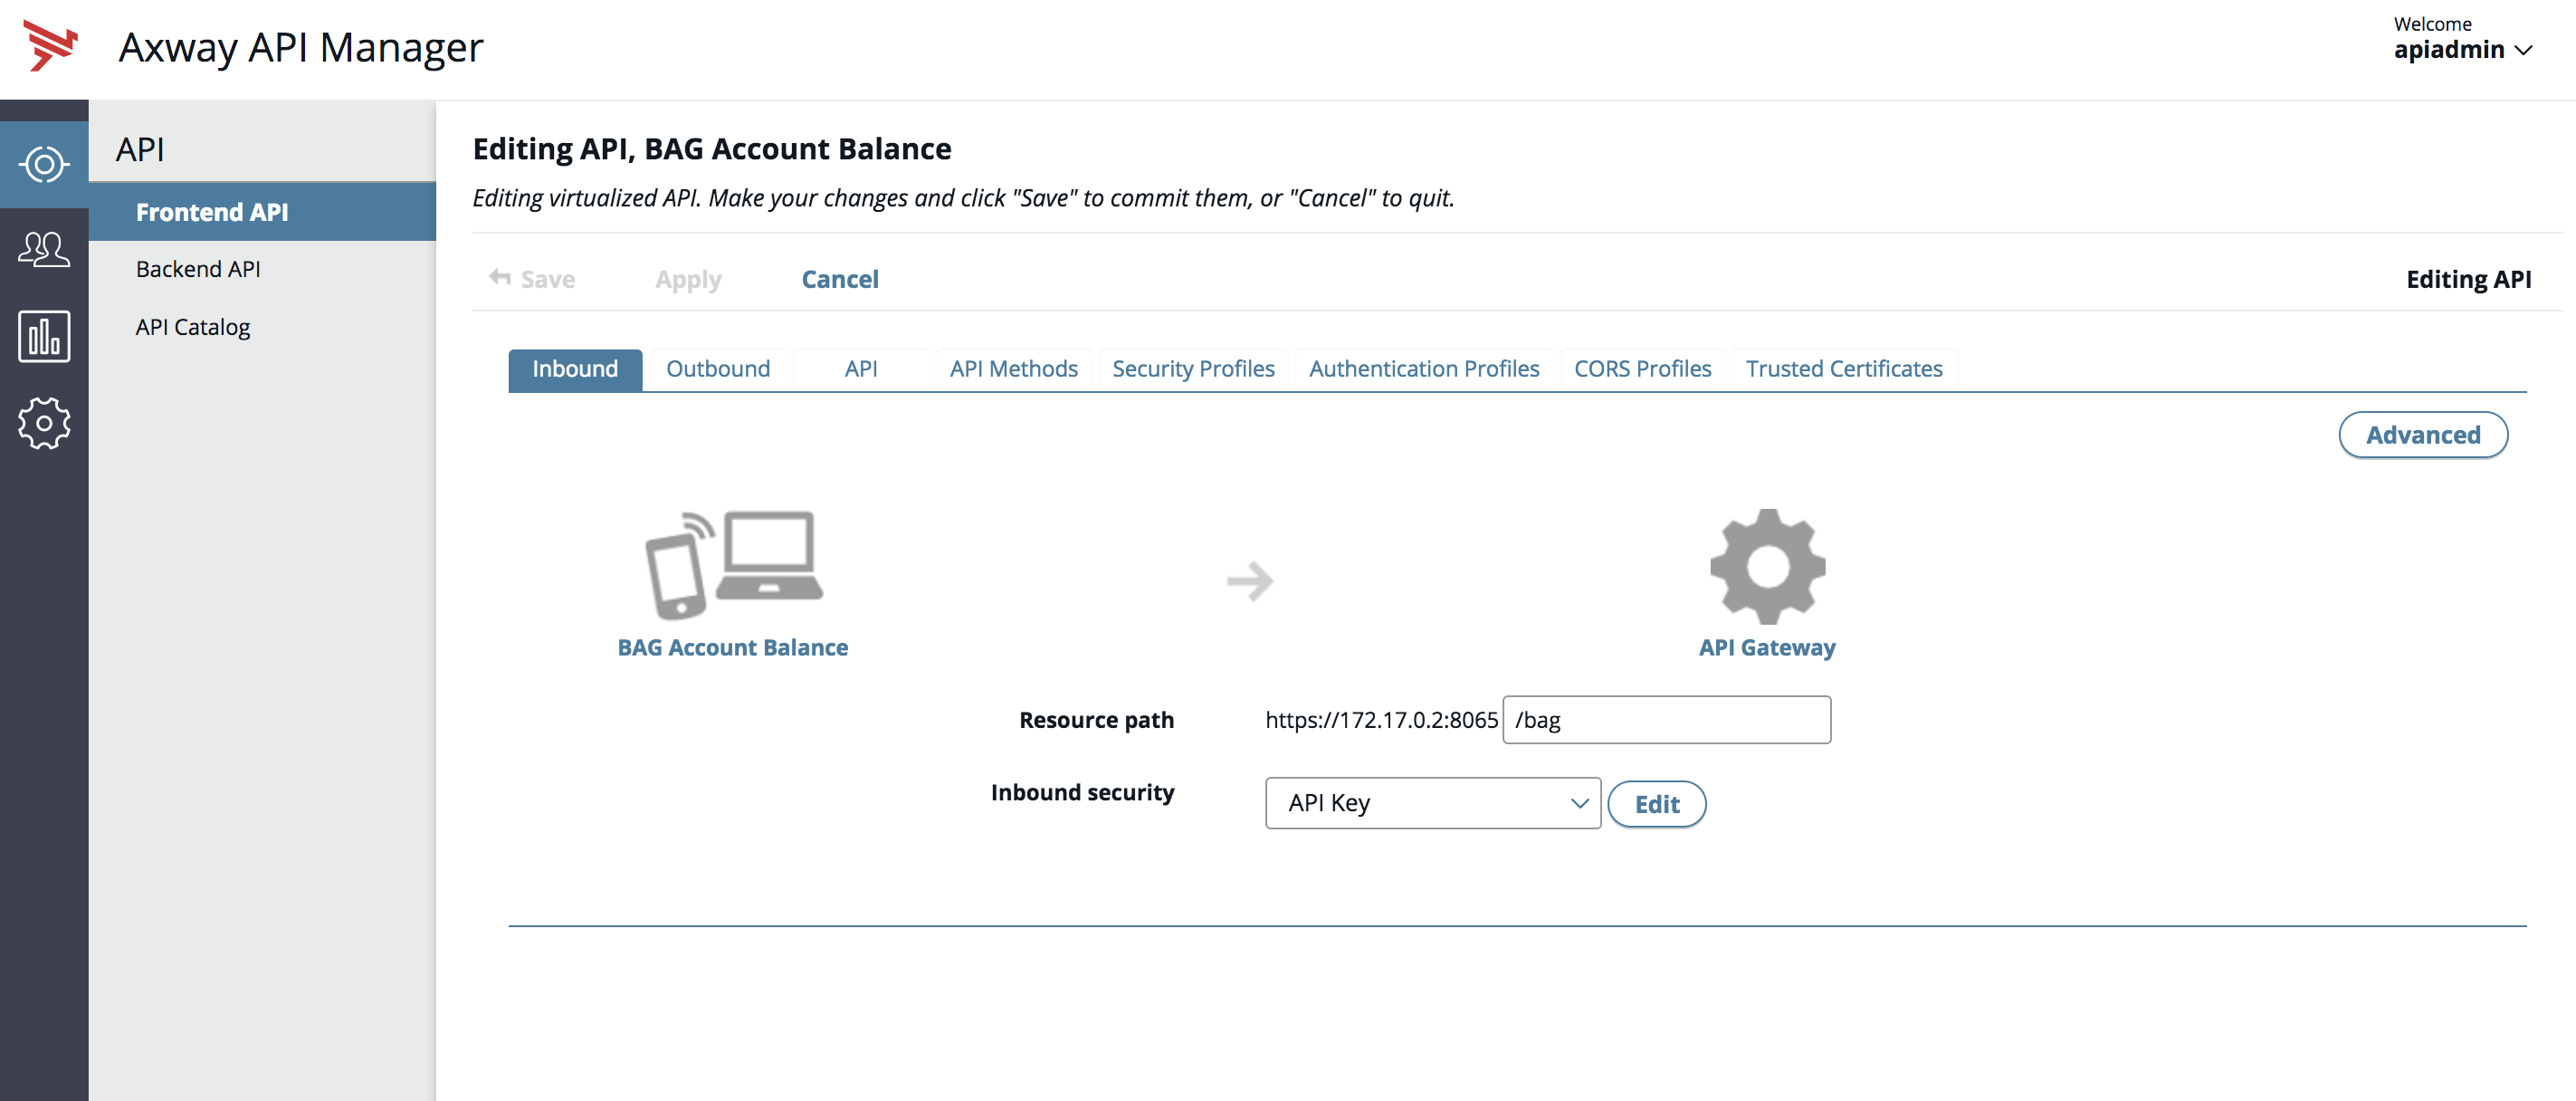 Axway API Manager
Welcome
apiadmin
API
Frontend API
Backend API
API Catalog
Editing API, BAG Account Balance
Editing virtualized API. Make your changes and click "Save" to commit them, or "Cancel" to quit.
Save Apply Cancel Editing API
Inbound Outbound API API Methods Security Profiles Authentication Profiles CORS Profiles Trusted Certificates
Advanced
BAG Account Balance API Gateway
Resource path https://172.17.0.2:8065 /bag
Inbound security API Key Edit